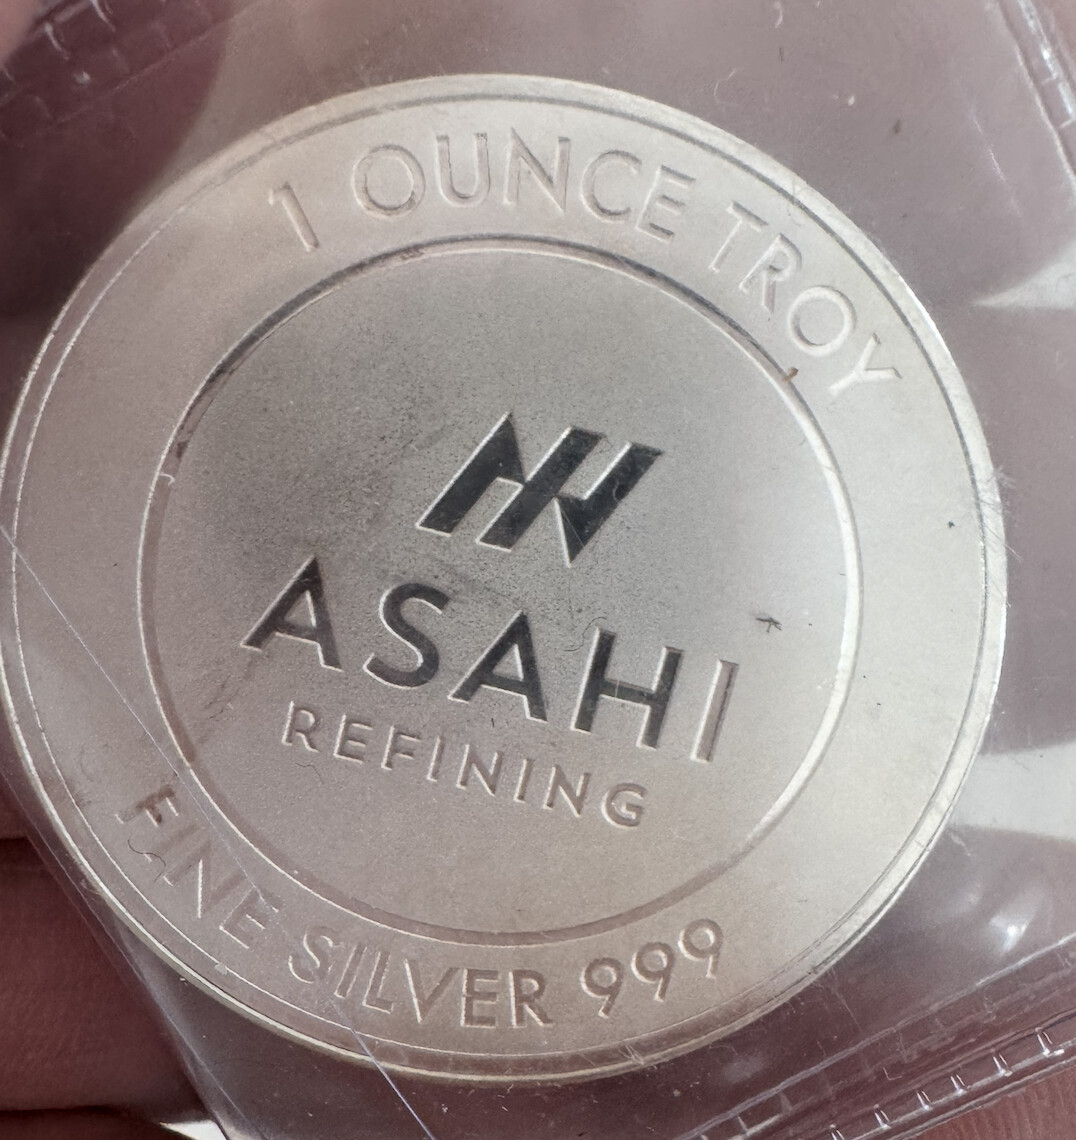 1 OUNCE TROY
ASAHI
REFINING
FINE SILVER 999